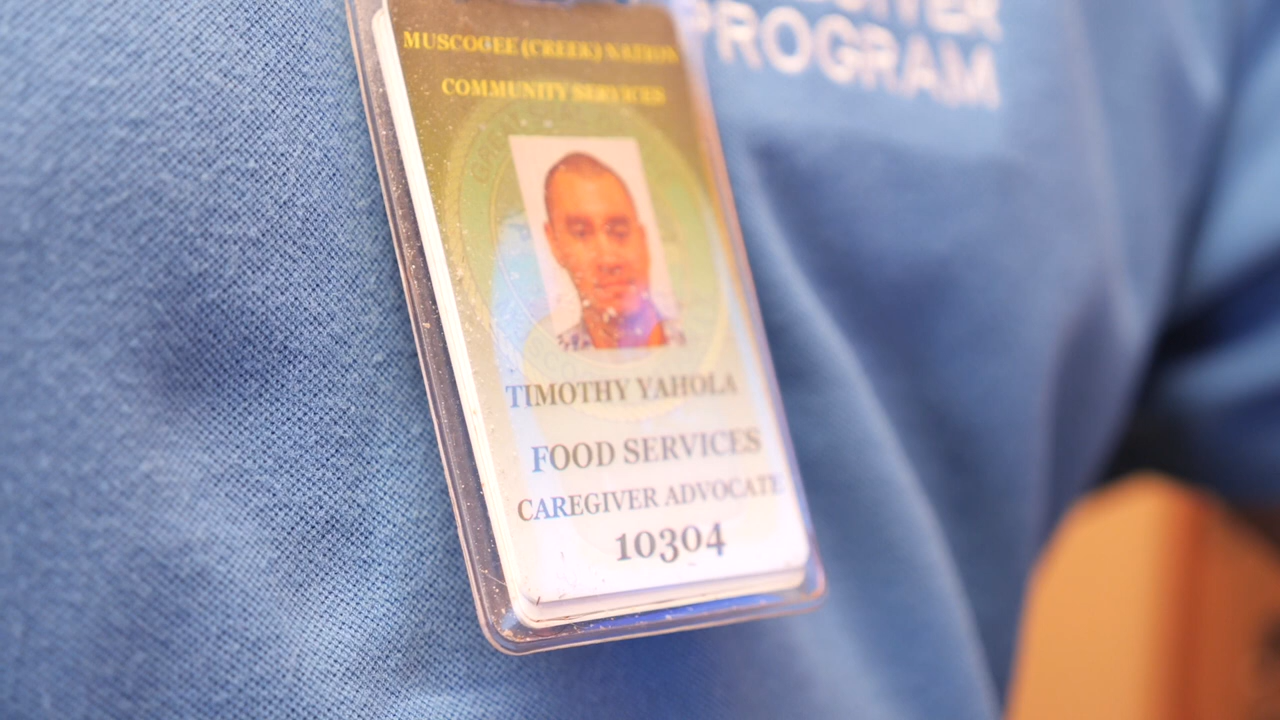 MUSCOGEE (CREEK) NATION
COMMUNITY SERVICES
TIMOTHY YAHOLA
FOOD SERVICES
CAREGIVER ADVOCATE
10304
PROGRAM